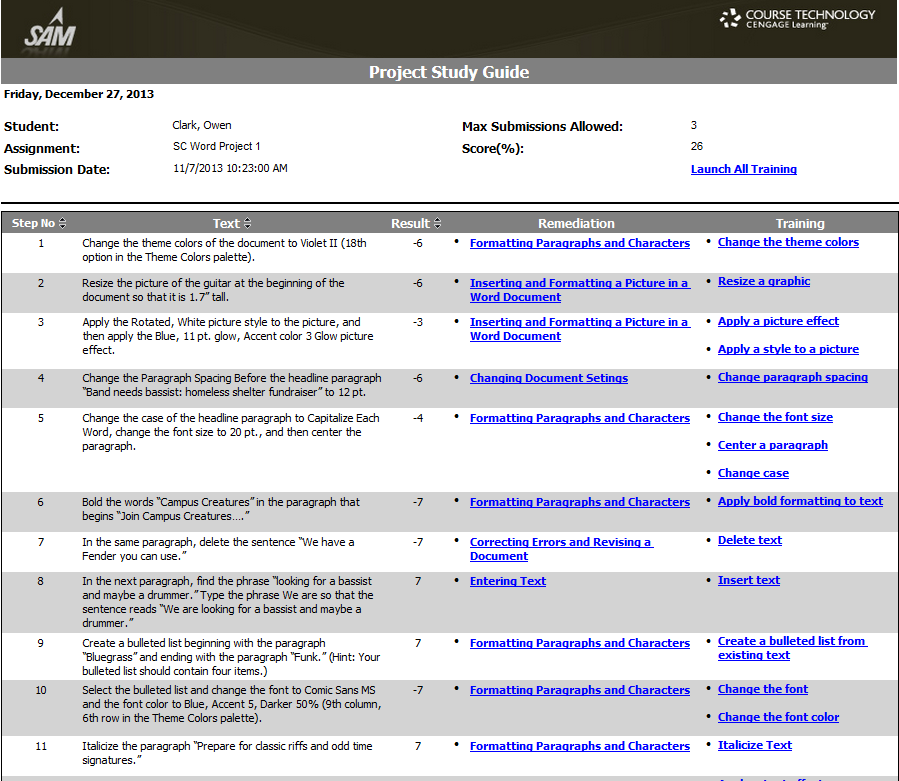 SAM
COURSE TECHNOLOGY
CENGAGE Learning™
Project Study Guide
Friday, December 27, 2013
Student: Clark, Owen Max Submissions Allowed: 3
Assignment: SC Word Project 1 Score(%): 26
Submission Date: 11/7/2013 10:23:00 AM Launch All Training
Step No Text Result Remediation Training
1 Change the theme colors of the document to Violet II (18th -6 • Formatting Paragraphs and Characters • Change the theme colors
option in the Theme Colors palette).
2 Resize the picture of the guitar at the beginning of the -6 • Inserting and Formatting a Picture in a • Resize a graphic
document so that it is 1.7” tall. Word Document
3 Apply the Rotated, White picture style to the picture, and -3 • Inserting and Formatting a Picture in a • Apply a picture effect
then apply the Blue, 11 pt. glow, Accent color 3 Glow picture Word Document
effect. • Apply a style to a picture
4 Change the Paragraph Spacing Before the headline paragraph -6 • Changing Document Setings • Change paragraph spacing
“Band needs bassist: homeless shelter fundraiser” to 12 pt.
5 Change the case of the headline paragraph to Capitalize Each -4 • Formatting Paragraphs and Characters • Change the font size
Word, change the font size to 20 pt., and then center the
paragraph. • Center a paragraph
• Change case
6 Bold the words “Campus Creatures” in the paragraph that -7 • Formatting Paragraphs and Characters • Apply bold formatting to text
begins “Join Campus Creatures….”
7 In the same paragraph, delete the sentence “We have a -7 • Correcting Errors and Revising a • Delete text
Fender you can use.” Document
8 In the next paragraph, find the phrase “looking for a bassist 7 • Entering Text • Insert text
and maybe a drummer.” Type the phrase We are so that the
sentence reads “We are looking for a bassist and maybe a
drummer.”
9 Create a bulleted list beginning with the paragraph 7 • Formatting Paragraphs and Characters • Create a bulleted list from
“Bluegrass” and ending with the paragraph “Funk.” (Hint: Your existing text
bulleted list should contain four items.)
10 Select the bulleted list and change the font to Comic Sans MS -7 • Formatting Paragraphs and Characters • Change the font
and the font color to Blue, Accent 5, Darker 50% (9th column,
6th row in the Theme Colors palette). • Change the font color
11 Italicize the paragraph “Prepare for classic riffs and odd time 7 • Formatting Paragraphs and Characters • Italicize Text
signatures.”